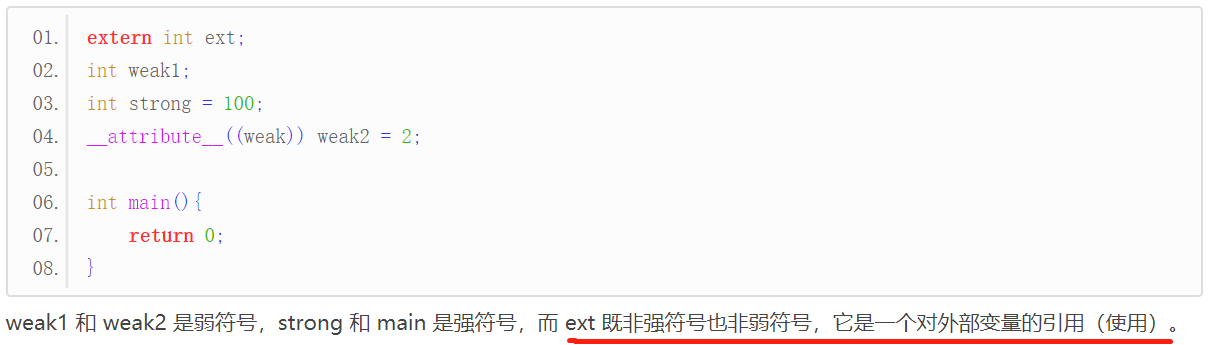 01. extern int ext;
02. int weak1;
03. int strong = 100;
04. __attribute__((weak)) weak2 = 2;
05.
06. int main(){
07.     return 0;
08. }
weak1 和 weak2 是弱符号，strong 和 main 是强符号，而 ext 既非强符号也非弱符号，它是一个对外部变量的引用（使用）。